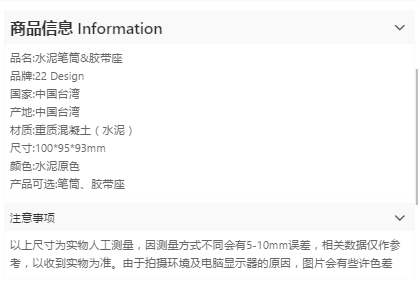 商品信息 Information
品名:水泥笔筒&胶带座
品牌:22 Design
国家:中国台湾
产地:中国台湾
材质:重质混凝土（水泥）
尺寸:100*95*93mm
颜色:水泥原色
产品可选:笔筒、胶带座
注意事项
以上尺寸为实物人工测量，因测量方式不同会有5-10mm误差，相关数据仅作参
考，以收到实物为准。由于拍摄环境及电脑显示器的原因，图片会有些许色差